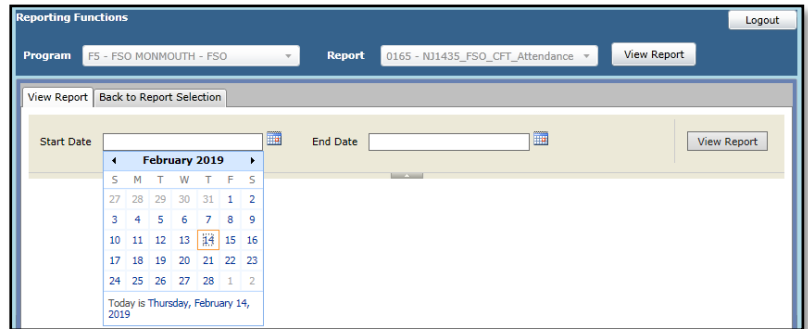 Reporting Functions Logout
Program F5 - FSO MONMOUTH - FSO Report 0165 - NJ1435_FSO_CFT_Attendance View Report
View Report Back to Report Selection
Start Date End Date View Report
February 2019
S M T W T F S
27 28 29 30 31 1 2
3 4 5 6 7 8 9
10 11 12 13 14 15 16
17 18 19 20 21 22 23
24 25 26 27 28 1 2
Today is Thursday, February 14,
2019